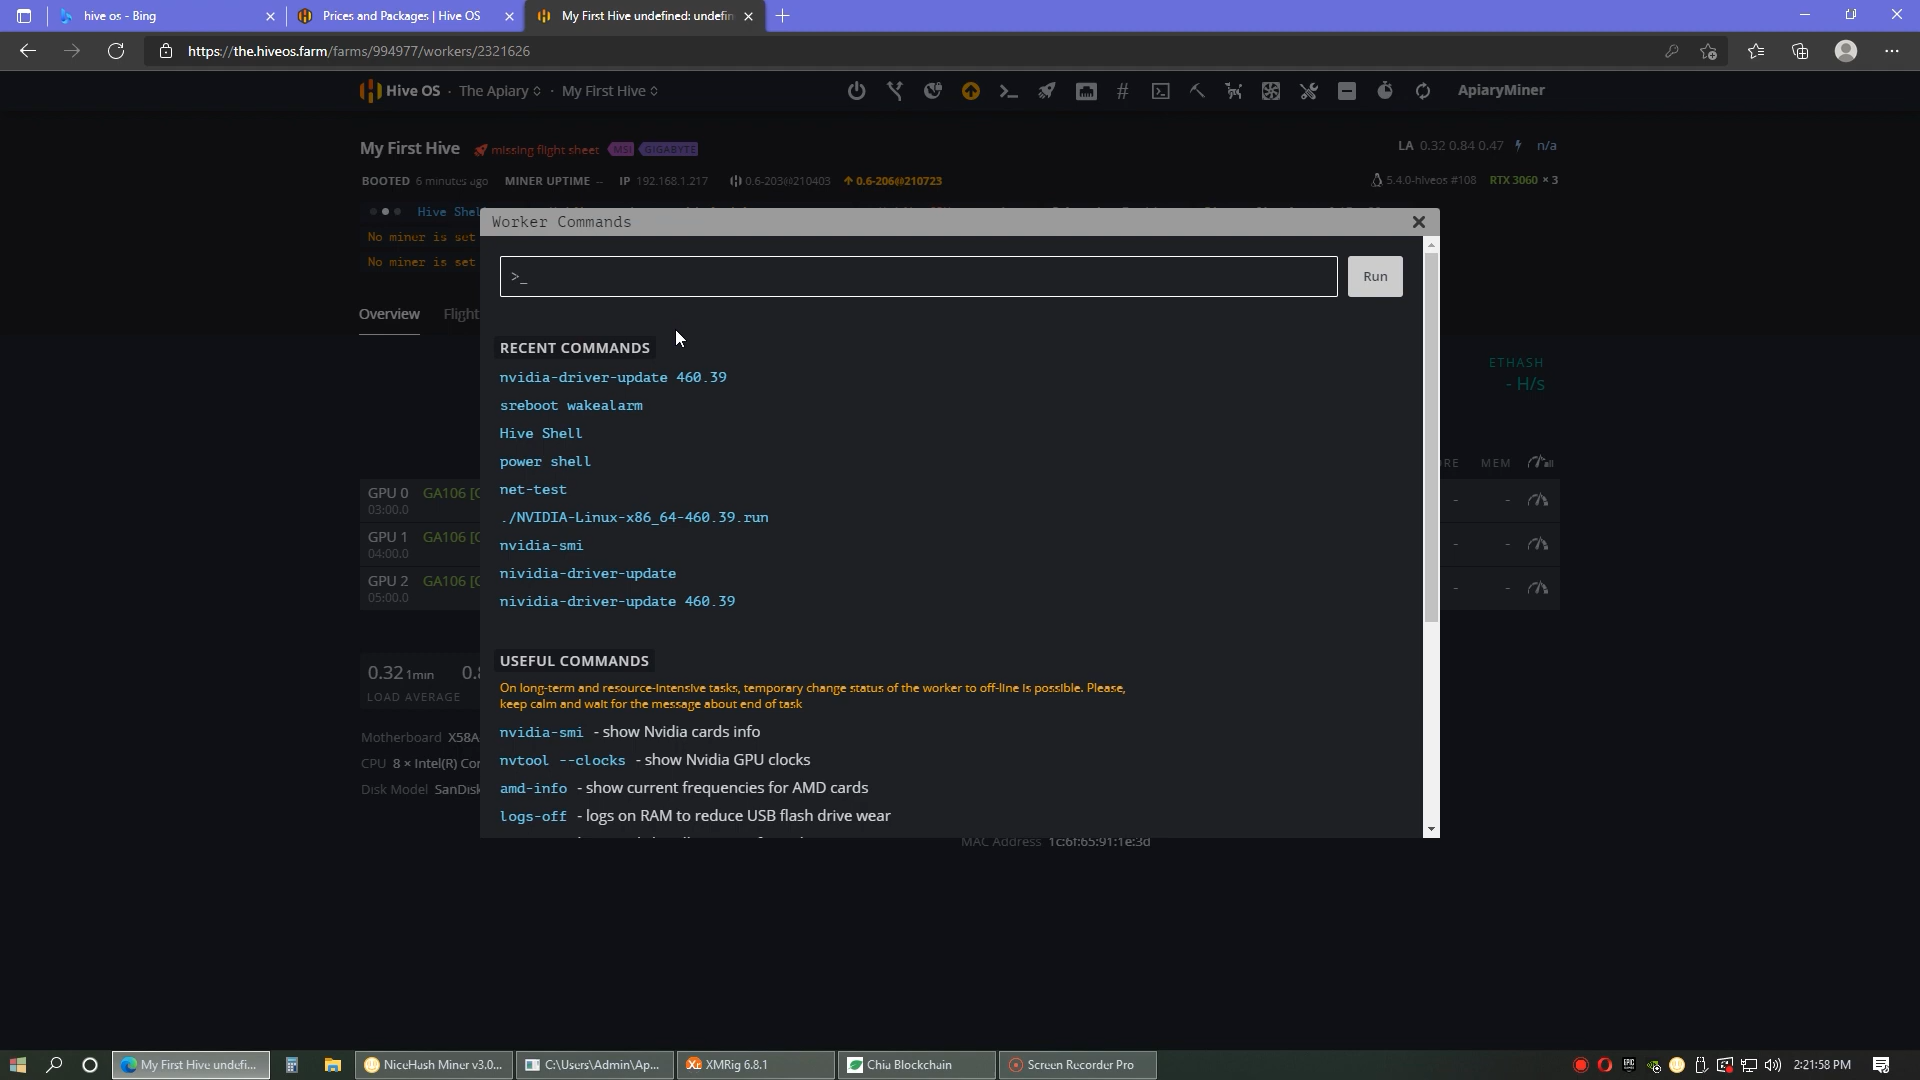 hive os - Bing
Prices and Packages | Hive OS
My First Hive undefined: undefin
https://the.hiveos.farm/farms/994977/workers/2321626
Hive OS · The Apiary · My First Hive
ApiaryMiner
My First Hive missing flight sheet MSI GIGABYTE
LA 0.32 0.84 0.47 n/a
BOOTED 6 minutes ago MINER UPTIME -- IP 192.168.1.217 0.6-203@210403 0.6-206@210723
5.4.0-hiveos #108 RTX 3060 × 3
Hive Shel
No miner is set
No miner is set
Worker Commands
>_
Run
Overview Flight
RECENT COMMANDS
nvidia-driver-update 460.39
sreboot wakealarm
Hive Shell
power shell
net-test
./NVIDIA-Linux-x86_64-460.39.run
nvidia-smi
nividia-driver-update
nividia-driver-update 460.39
ETHASH
- H/s
RE MEM all
GPU 0 GA106 [G
03:00.0
- -
GPU 1 GA106 [G
04:00.0
- -
GPU 2 GA106 [G
05:00.0
- -
USEFUL COMMANDS
On long-term and resource-intensive tasks, temporary change status of the worker to off-line is possible. Please,
keep calm and wait for the message about end of task
nvidia-smi - show Nvidia cards info
nvtool --clocks - show Nvidia GPU clocks
amd-info - show current frequencies for AMD cards
logs-off - logs on RAM to reduce USB flash drive wear
0.32 1min 0.8
LOAD AVERAGE
Motherboard X58A
CPU 8 × Intel(R) Cor
Disk Model SanDisk
MAC Address 1c:6f:65:91:1e:3d
My First Hive undefi...
NiceHash Miner v3.0...
C:\Users\Admin\Ap...
XMRig 6.8.1
Chia Blockchain
Screen Recorder Pro
2:21:58 PM